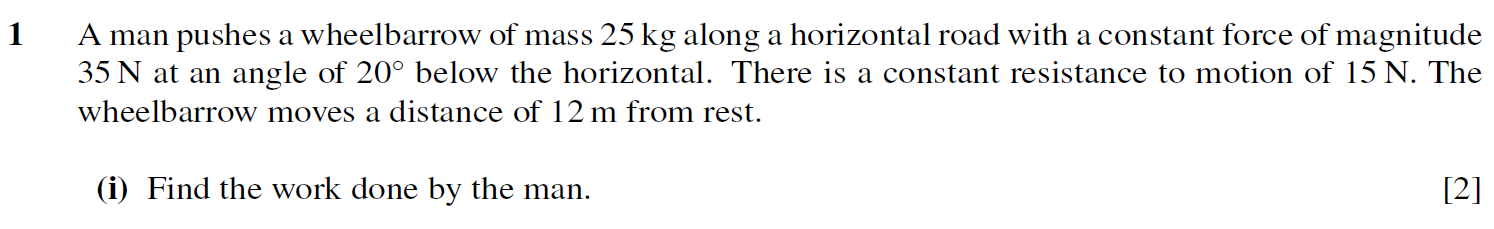 1 A man pushes a wheelbarrow of mass 25 kg along a horizontal road with a constant force of magnitude
35 N at an angle of 20° below the horizontal. There is a constant resistance to motion of 15 N. The
wheelbarrow moves a distance of 12 m from rest.
(i) Find the work done by the man. [2]